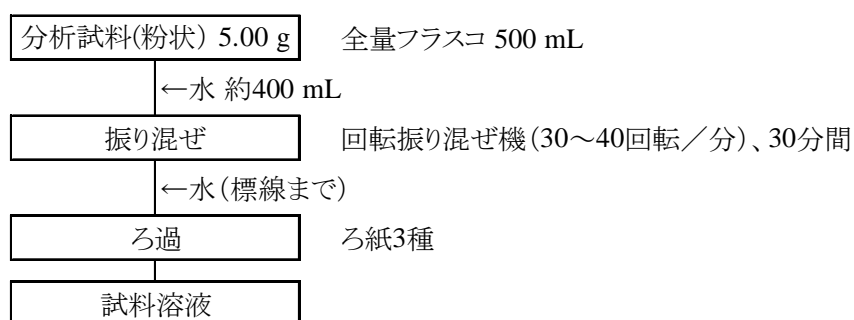 分析試料(粉状) 5.00 g 全量フラスコ 500 mL
←水 約400 mL
振り混ぜ 回転振り混ぜ機(30～40回転／分)、30分間
←水(標線まで)
ろ過 ろ紙3種
試料溶液